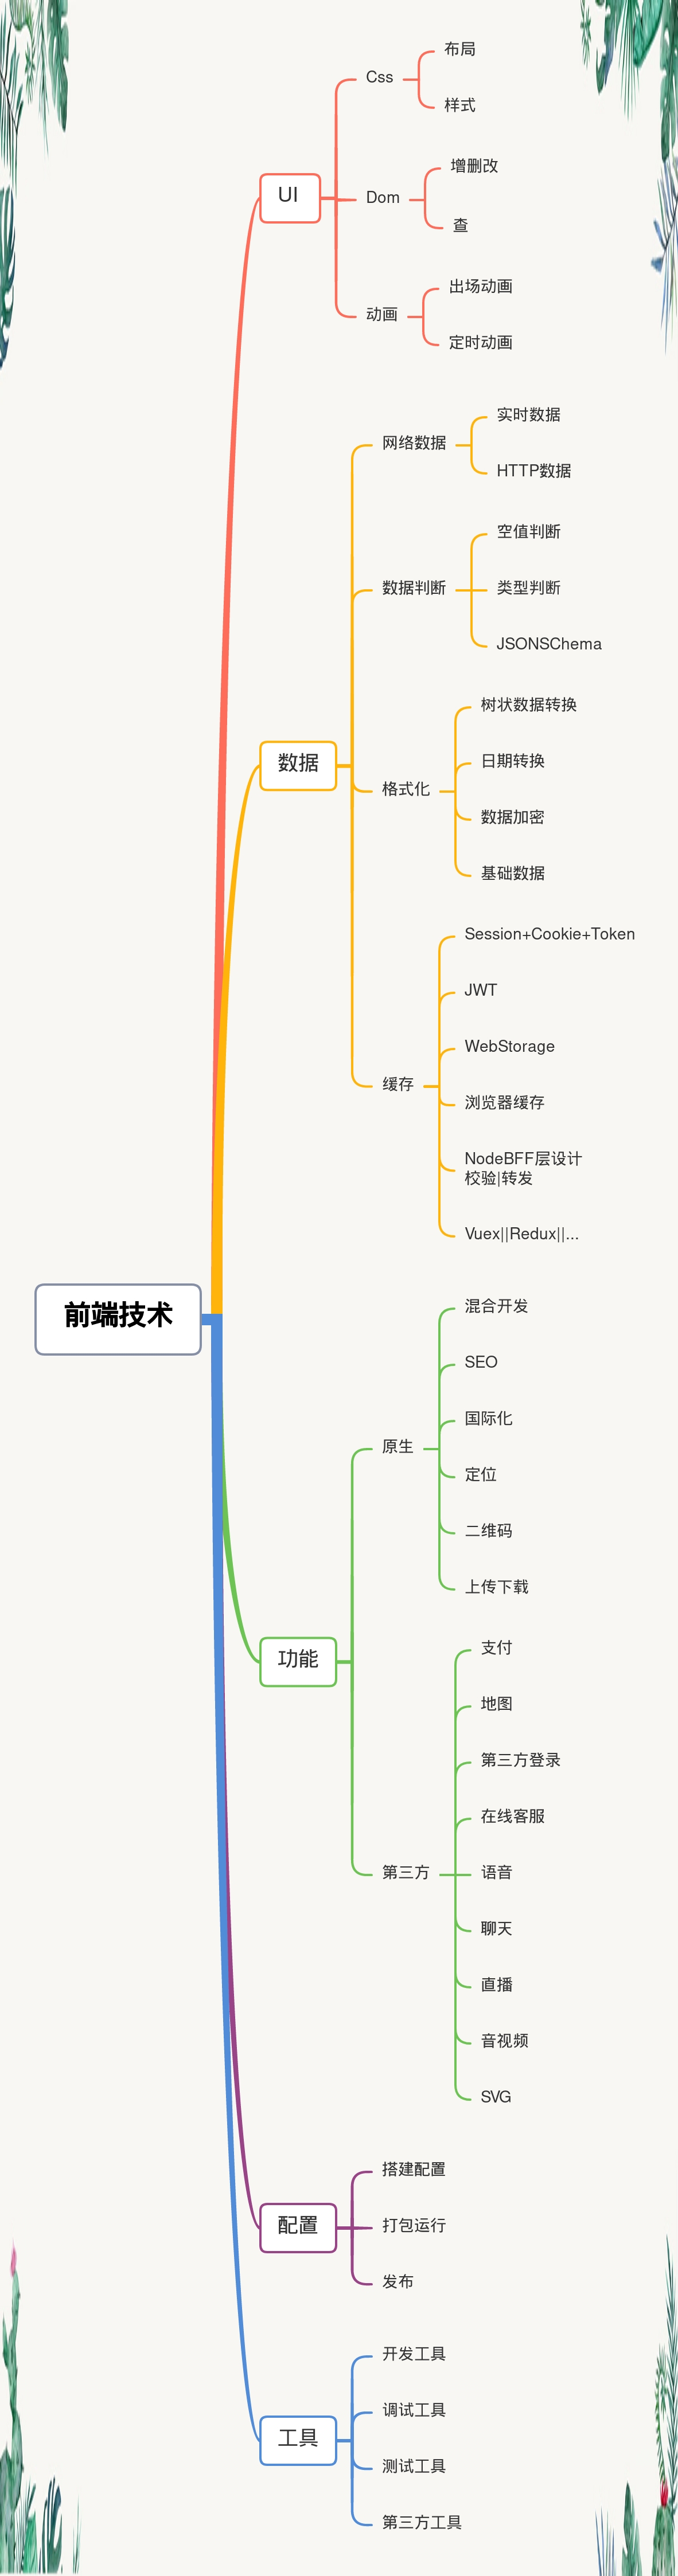 前端技术
UI
Css
布局
样式
Dom
增删改
查
动画
出场动画
定时动画
数据
网络数据
实时数据
HTTP数据
数据判断
空值判断
类型判断
JSONSChema
格式化
树状数据转换
日期转换
数据加密
基础数据
缓存
Session+Cookie+Token
JWT
WebStorage
浏览器缓存
NodeBFF层设计
校验|转发
Vuex||Redux||...
功能
原生
混合开发
SEO
国际化
定位
二维码
上传下载
第三方
支付
地图
第三方登录
在线客服
语音
聊天
直播
音视频
SVG
配置
搭建配置
打包运行
发布
工具
开发工具
调试工具
测试工具
第三方工具